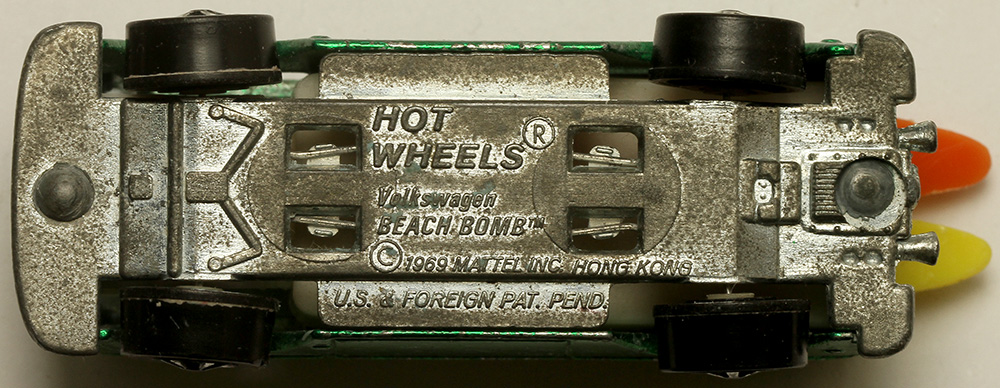 HOT
WHEELS®
Volkswagen
BEACH BOMB™
© 1969 MATTEL INC. HONG KONG
U.S. & FOREIGN PAT. PEND.